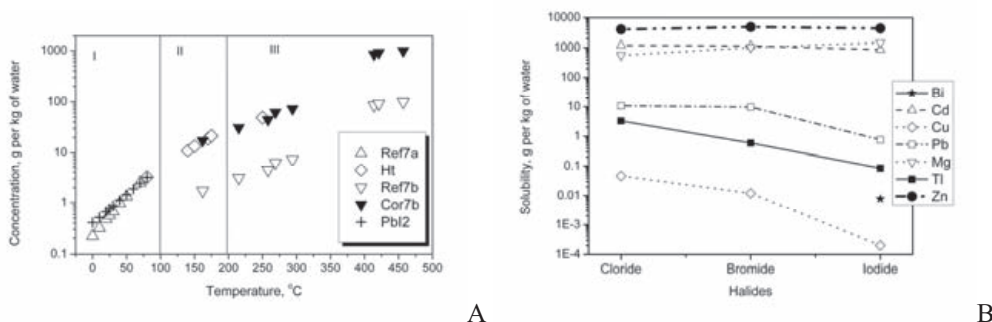 I II III
1000
100
10
1
0.1
Concentration, g per kg of water
0 50 100 150 200 250 300 350 400 450 500
Temperature, °C
Ref7a
Ht
Ref7b
Cor7b
PbI2
A
10000
1000
100
10
1
0.1
0.01
1E-3
1E-4
Solubility, g per kg of water
Cloride Bromide Iodide
Halides
Bi
Cd
Cu
Pb
Mg
Tl
Zn
B